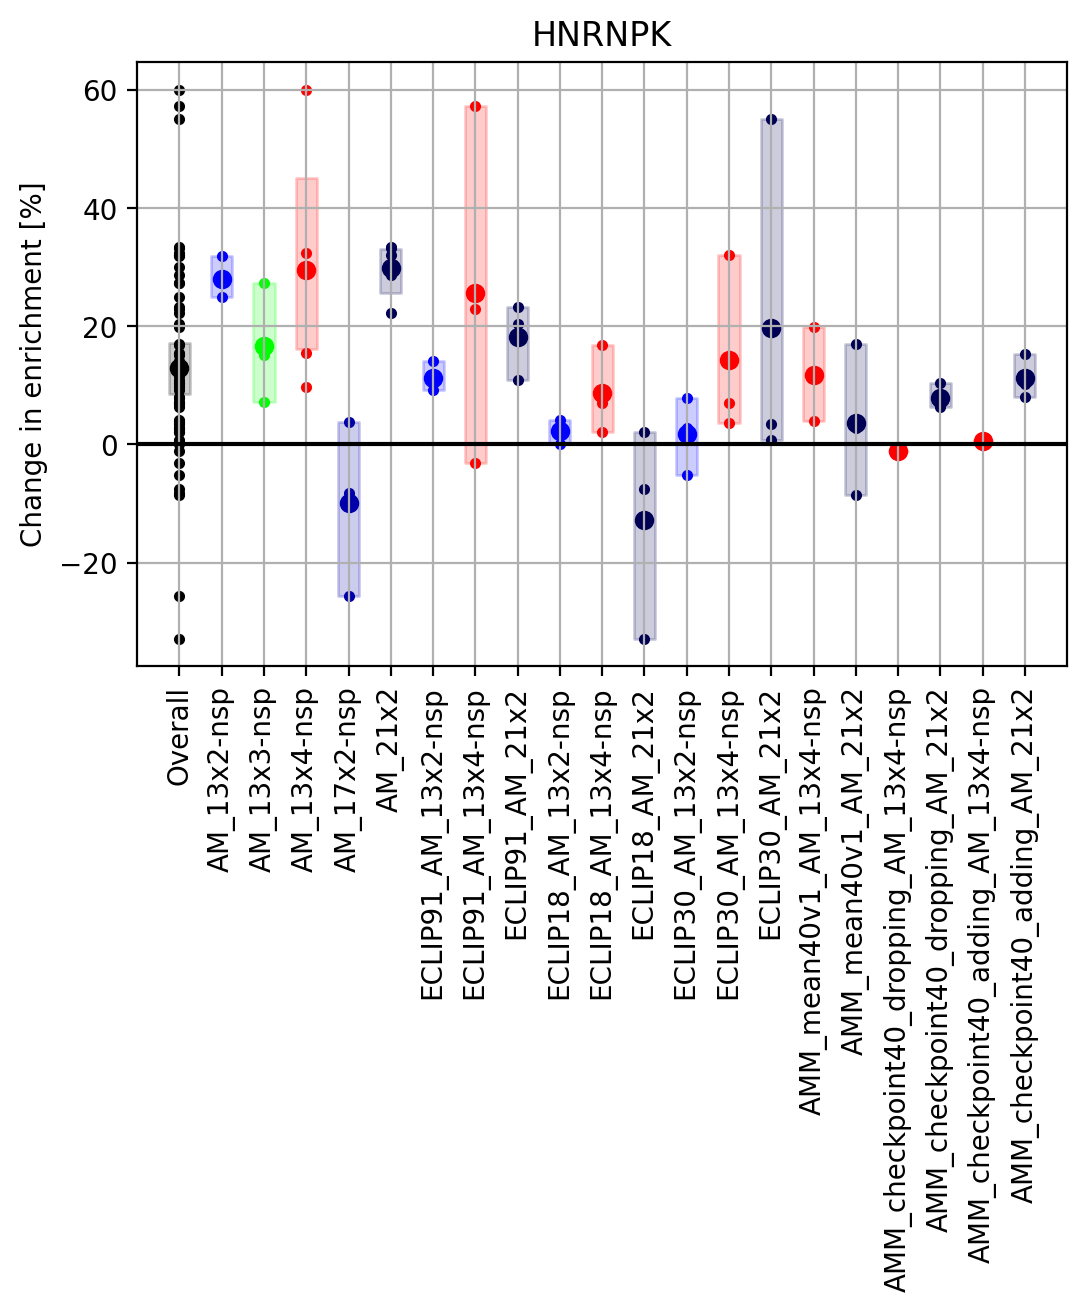 HNRNPK
Change in enrichment [%]
60
40
20
0
−20
Overall
AM_13x2-nsp
AM_13x3-nsp
AM_13x4-nsp
AM_17x2-nsp
AM_21x2
ECLIP91_AM_13x2-nsp
ECLIP91_AM_13x4-nsp
ECLIP91_AM_21x2
ECLIP18_AM_13x2-nsp
ECLIP18_AM_13x4-nsp
ECLIP18_AM_21x2
ECLIP30_AM_13x2-nsp
ECLIP30_AM_13x4-nsp
ECLIP30_AM_21x2
AMM_mean40v1_AM_13x4-nsp
AMM_mean40v1_AM_21x2
AMM_checkpoint40_dropping_AM_13x4-nsp
AMM_checkpoint40_dropping_AM_21x2
AMM_checkpoint40_adding_AM_13x4-nsp
AMM_checkpoint40_adding_AM_21x2